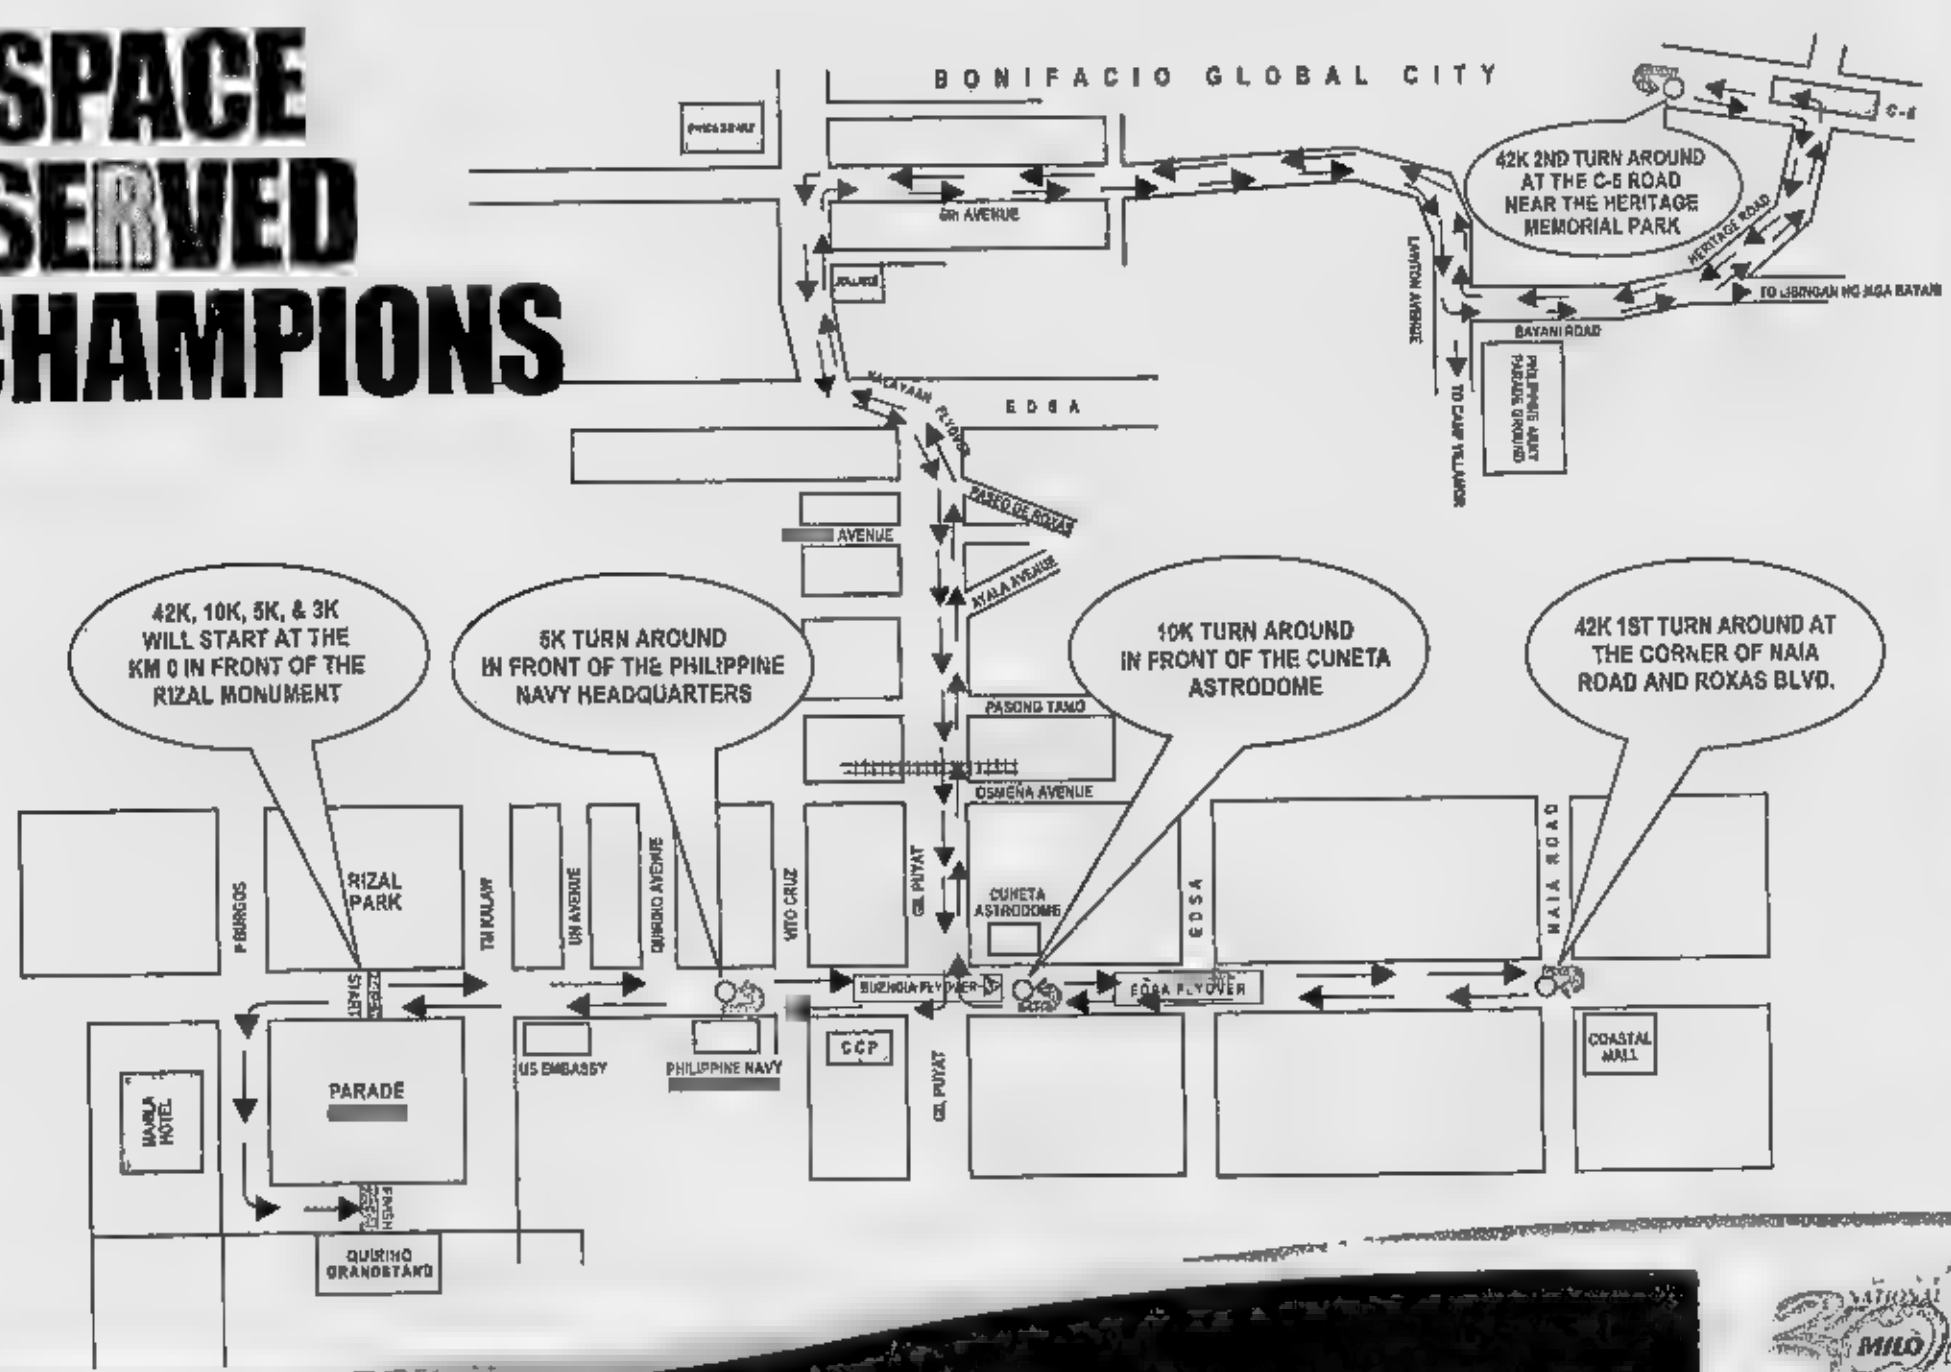 SPACE
SERVED
CHAMPIONS
BONIFACIO GLOBAL CITY
C-5
42K 2ND TURN AROUND
AT THE C-5 ROAD
NEAR THE HERITAGE
MEMORIAL PARK
HERITAGE ROAD
TO LIBINGAN NG MGA BAYANI
LAWTON AVENUE
BAYANI ROAD
PHILIPPINE ARMY
PARADE GROUND
TO CAMP VILLAMOR
AVENUE
KALAYAAN FLYOVER
EDSA
PASEO DE ROXAS
AVENUE
AYALA AVENUE
42K, 10K, 5K, & 3K
WILL START AT THE
KM 0 IN FRONT OF THE
RIZAL MONUMENT
5K TURN AROUND
IN FRONT OF THE PHILIPPINE
NAVY HEADQUARTERS
10K TURN AROUND
IN FRONT OF THE CUNETA
ASTRODOME
42K 1ST TURN AROUND AT
THE CORNER OF NAIA
ROAD AND ROXAS BLVD.
PASONG TAMO
OSMEÑA AVENUE
P BURGOS
RIZAL
PARK
TM KALAW
UN AVENUE
QUIRINO AVENUE
VITO CRUZ
GIL PUYAT
CUNETA
ASTRODOME
EDSA
NAIA ROAD
START
BUENDIA FLYOVER
EDSA FLYOVER
US EMBASSY
PHILIPPINE NAVY
CCP
GIL PUYAT
COASTAL
MALL
MANILA
HOTEL
PARADE
FINISH
QUIRINO
GRANDSTAND
NATIONAL
MILO